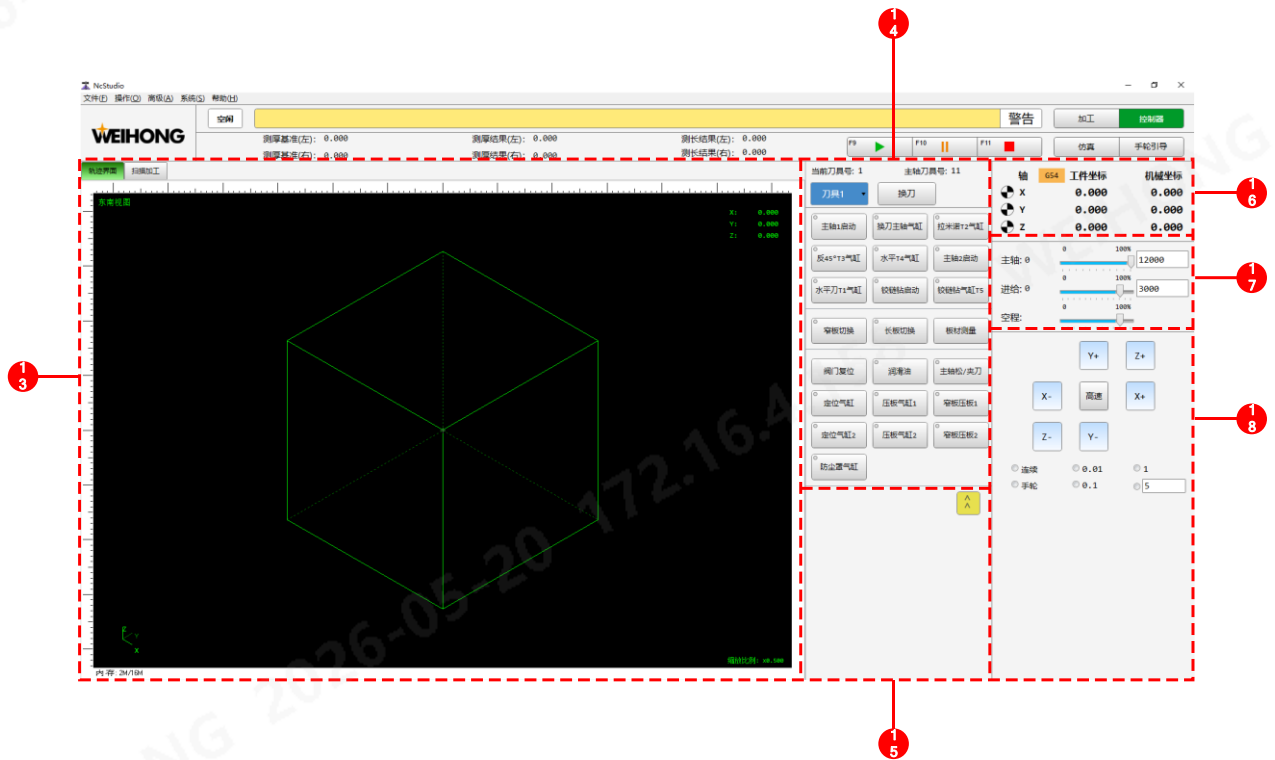 14
NcStudio
文件(F) 操作(O) 高级(A) 系统(S) 帮助(H)
WEIHONG
空闲
警告
加工
控制器
测厚基准(左): 0.000
测厚结果(左): 0.000
测长结果(左): 0.000
测厚基准(右): 0.000
测厚结果(右): 0.000
测长结果(右): 0.000
F9
F10
F11
仿真
手轮引导
轨迹界面
扫描加工
东南视图
X: 0.000
Y: 0.000
Z: 0.000
Z
Y
X
缩放比例: x0.500
内存: 2M/16M
13
当前刀具号: 1
主轴刀具号: 11
刀具1
换刀
主轴1启动
换刀主轴气缸
拉米诺T2气缸
反45°T3气缸
水平T4气缸
主轴2启动
水平刀T1气缸
铰链钻启动
铰链钻气缸T5
窄板切换
长板切换
板材测量
阀门复位
润滑油
主轴松/夹刀
定位气缸
压板气缸1
窄板压板1
定位气缸2
压板气缸2
窄板压板2
防尘罩气缸
15
轴 G54 工件坐标 机械坐标
X 0.000 0.000
Y 0.000 0.000
Z 0.000 0.000
16
0 100%
主轴: 0
12000
0 100%
进给: 0
3000
0 100%
空程:
17
Y+
Z+
X-
高速
X+
Z-
Y-
连续
0.01
1
手轮
0.1
5
18
WEIHONG
WEIHONG 2026-05-20 172.16.4